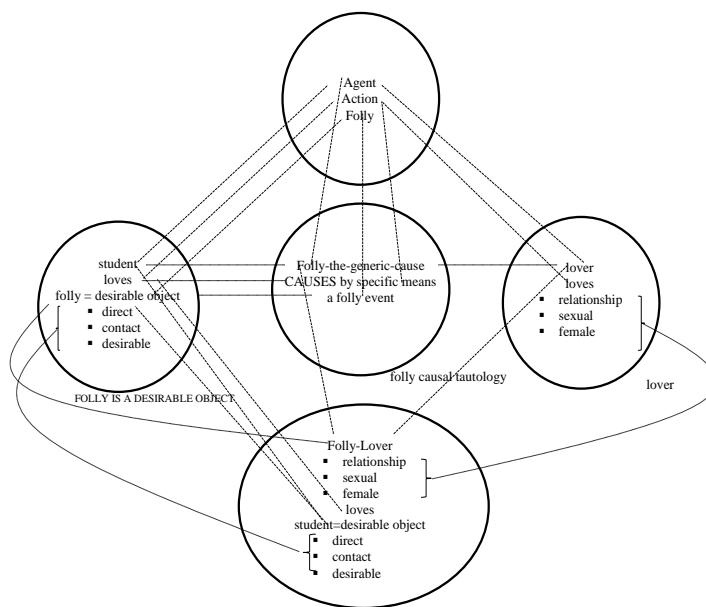 Agent
Action
Folly
student
loves
folly = desirable object
▪ direct
▪ contact
▪ desirable
Folly-the-generic-cause
CAUSES by specific means
a folly event
lover
loves
▪ relationship
▪ sexual
▪ female
folly causal tautology
lover
FOLLY IS A DESIRABLE OBJECT
Folly-Lover
▪ relationship
▪ sexual
▪ female
loves
student=desirable object
▪ direct
▪ contact
▪ desirable